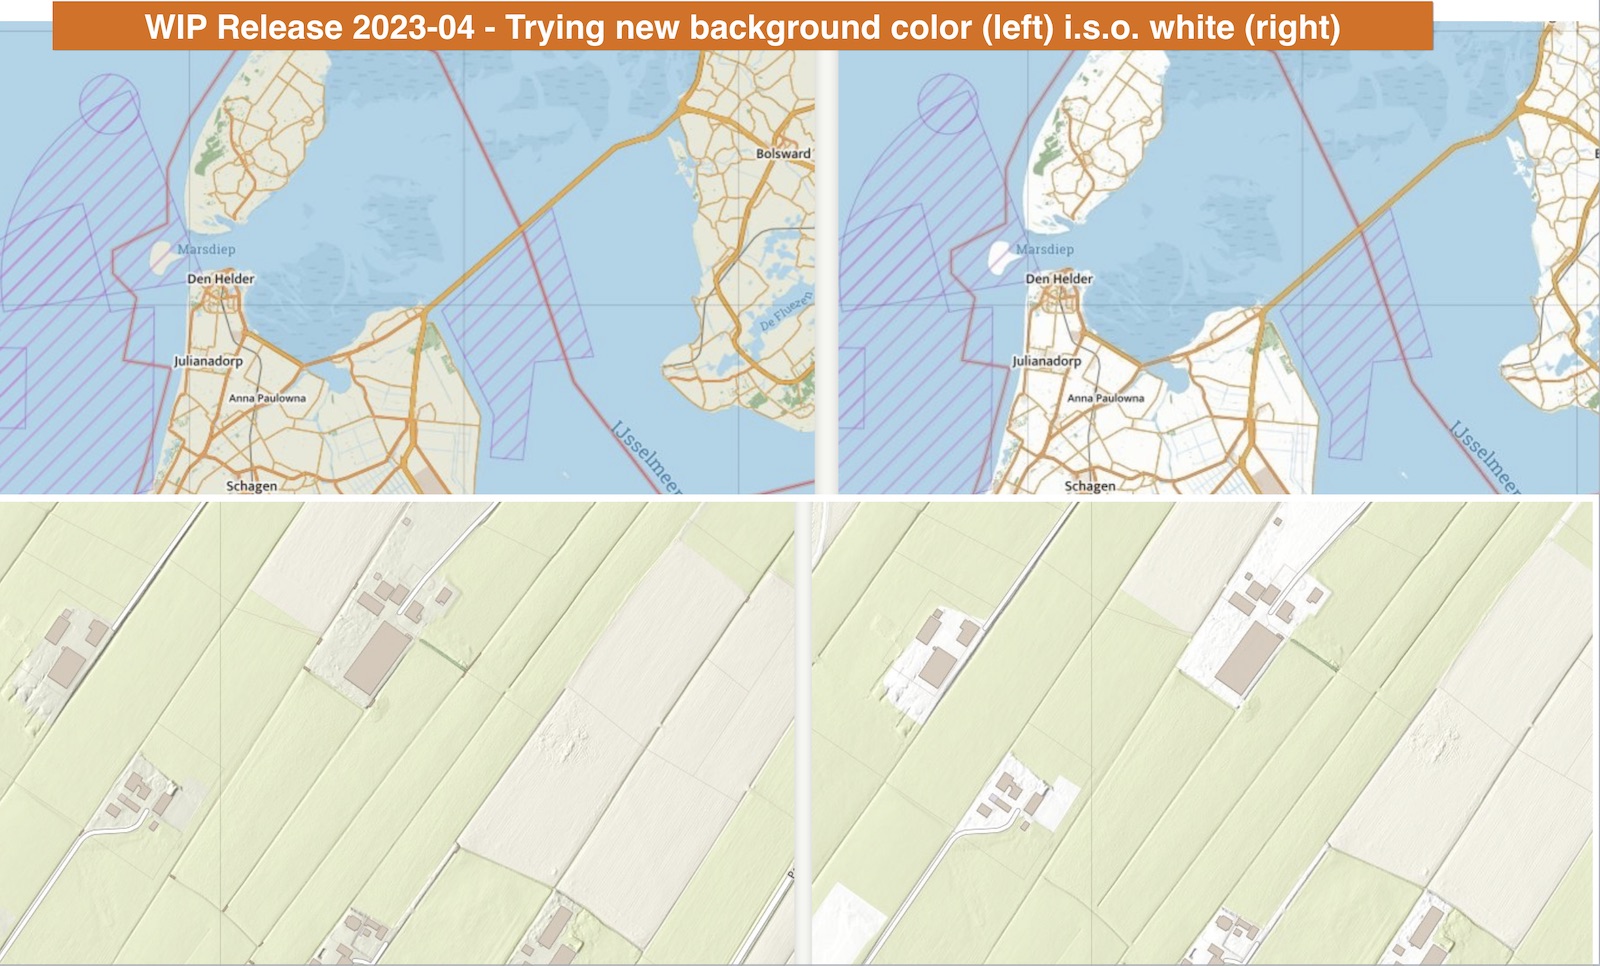 WIP Release 2023-04 - Trying new background color (left) i.s.o. white (right)
Bolsward
Marsdiep
Den Helder
De Fluezen
Julianadorp
Anna Paulowna
IJsselmeer
Schagen
Marsdiep
Den Helder
Julianadorp
Anna Paulowna
IJsselmeer
Schagen